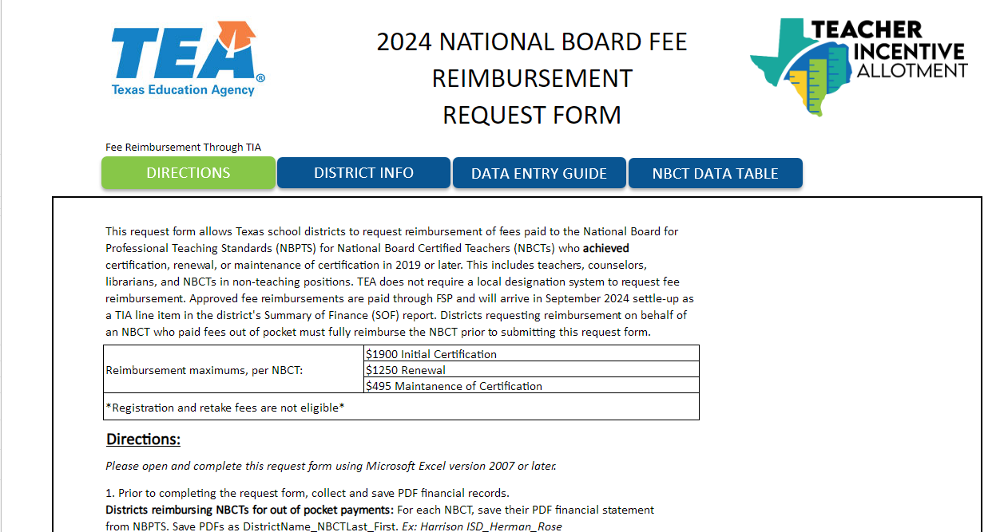 TEA®
Texas Education Agency
2024 NATIONAL BOARD FEE
REIMBURSEMENT
REQUEST FORM
TEACHER
INCENTIVE
ALLOTMENT
Fee Reimbursement Through TIA
DIRECTIONS
DISTRICT INFO
DATA ENTRY GUIDE
NBCT DATA TABLE
This request form allows Texas school districts to request reimbursement of fees paid to the National Board for
Professional Teaching Standards (NBPTS) for National Board Certified Teachers (NBCTs) who achieved
certification, renewal, or maintenance of certification in 2019 or later. This includes teachers, counselors,
librarians, and NBCTs in non-teaching positions. TEA does not require a local designation system to request fee
reimbursement. Approved fee reimbursements are paid through FSP and will arrive in September 2024 settle-up as
a TIA line item in the district's Summary of Finance (SOF) report. Districts requesting reimbursement on behalf of
an NBCT who paid fees out of pocket must fully reimburse the NBCT prior to submitting this request form.
Reimbursement maximums, per NBCT:
$1900 Initial Certification
$1250 Renewal
$495 Maintanence of Certification
*Registration and retake fees are not eligible*
Directions:
Please open and complete this request form using Microsoft Excel version 2007 or later.
1. Prior to completing the request form, collect and save PDF financial records.
Districts reimbursing NBCTs for out of pocket payments: For each NBCT, save their PDF financial statement
from NBPTS. Save PDFs as DistrictName_NBCTLast_First. Ex: Harrison ISD_Herman_Rose